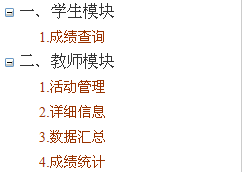 一、学生模块
1.成绩查询
二、教师模块
1.活动管理
2.详细信息
3.数据汇总
4.成绩统计